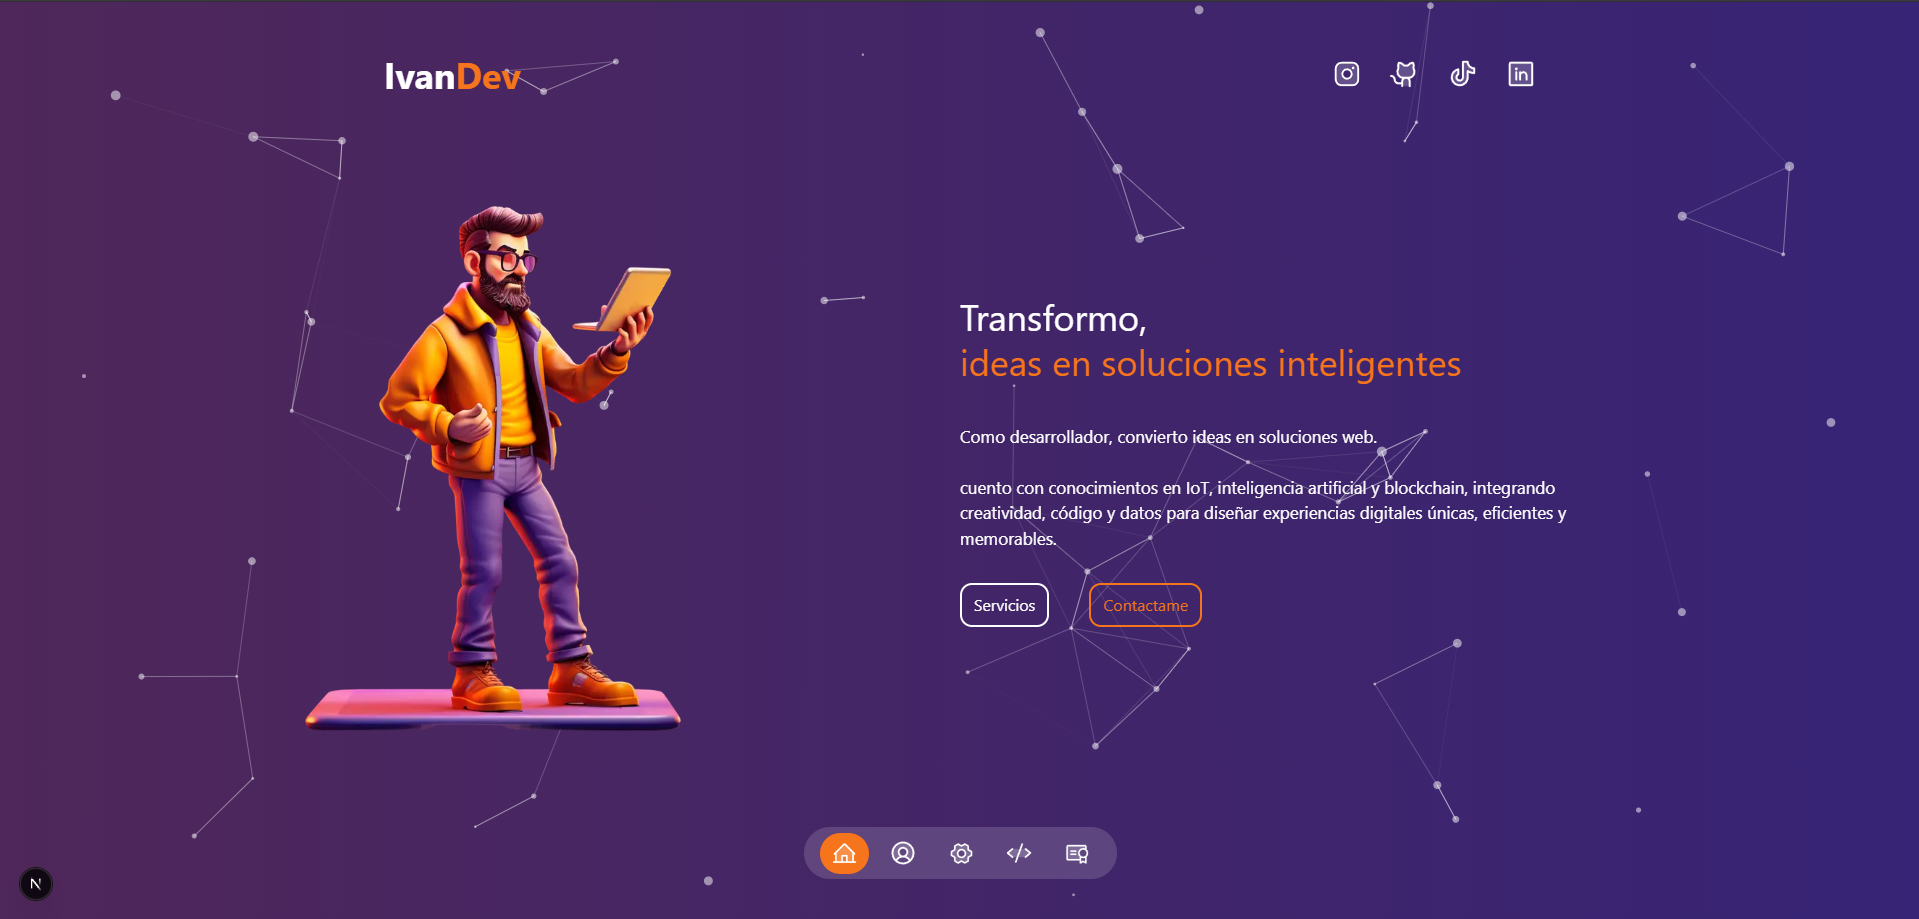 IvanDev
Transformo,
ideas en soluciones inteligentes
Como desarrollador, convierto ideas en soluciones web.
cuento con conocimientos en IoT, inteligencia artificial y blockchain, integrando
creatividad, código y datos para diseñar experiencias digitales únicas, eficientes y
memorables.
Servicios
Contactame
in
N